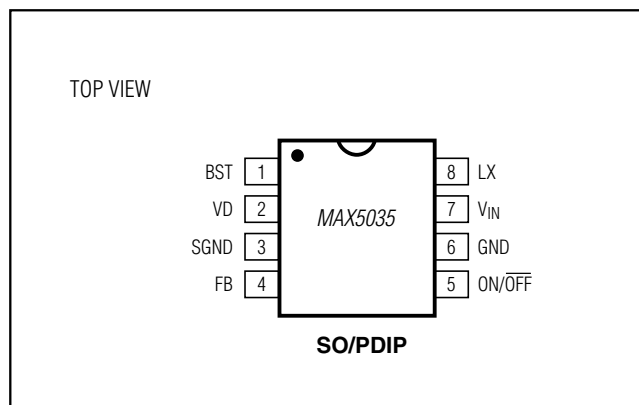 TOP VIEW
BST 1
VD 2
SGND 3
FB 4
MAX5035
8 LX
7 VIN
6 GND
5 ON/O̅F̅F̅
SO/PDIP